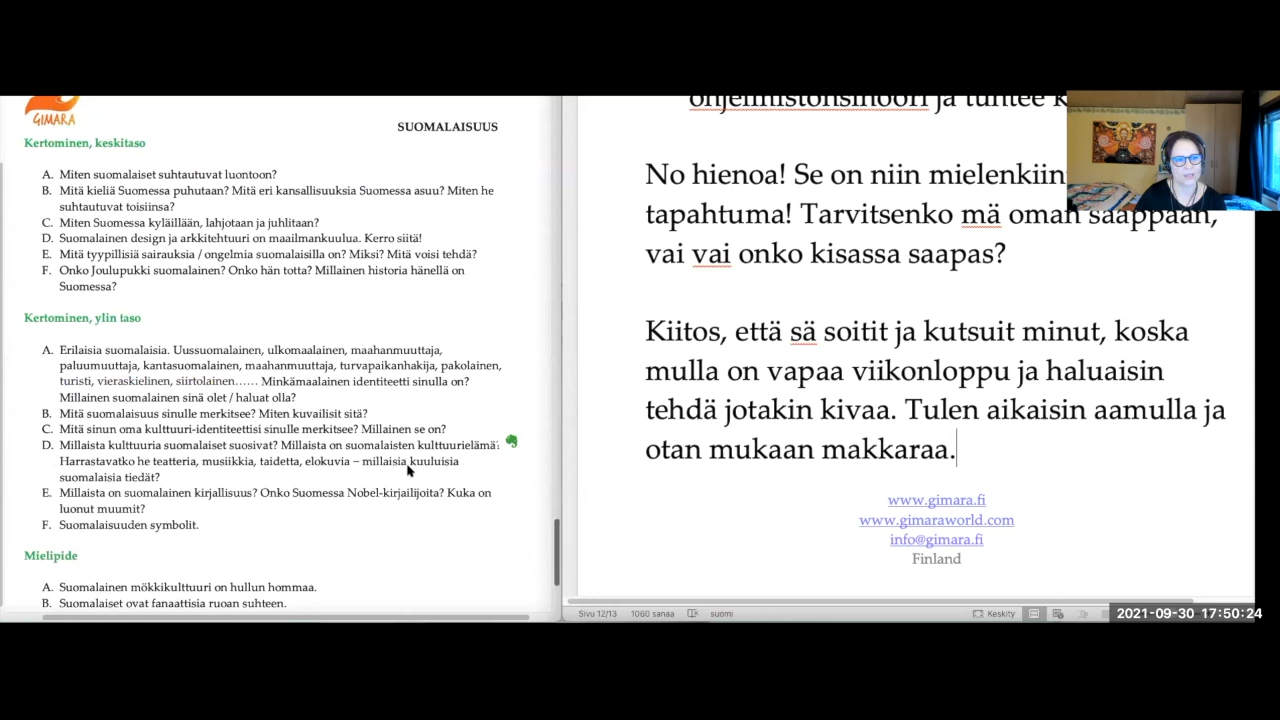 GIMARA
SUOMALAISUUS
Kertominen, keskitaso
A. Miten suomalaiset suhtautuvat luontoon?
B. Mitä kieliä Suomessa puhutaan? Mitä eri kansallisuuksia Suomessa asuu? Miten he
suhtautuvat toisiinsa?
C. Miten Suomessa kyläillään, lahjotaan ja juhlitaan?
D. Suomalainen design ja arkkitehtuuri on maailmankuulua. Kerro siitä!
E. Mitä tyypillisiä sairauksia / ongelmia suomalaisilla on? Miksi? Mitä voisi tehdä?
F. Onko Joulupukki suomalainen? Onko hän totta? Millainen historia hänellä on
Suomessa?
Kertominen, ylin taso
A. Erilaisia suomalaisia. Uussuomalainen, ulkomaalainen, maahanmuuttaja,
paluumuuttaja, kantasuomalainen, maahanmuuttaja, turvapaikanhakija, pakolainen,
turisti, vieraskielinen, siirtolainen...... Minkämaalainen identiteetti sinulla on?
Millainen suomalainen sinä olet / haluat olla?
B. Mitä suomalaisuus sinulle merkitsee? Miten kuvailisit sitä?
C. Mitä sinun oma kulttuuri-identiteettisi sinulle merkitsee? Millainen se on?
D. Millaista kulttuuria suomalaiset suosivat? Millaista on suomalaisten kulttuurielämä?
Harrastavatko he teatteria, musiikkia, taidetta, elokuvia – millaisia kuuluisia
suomalaisia tiedät?
E. Millaista on suomalainen kirjallisuus? Onko Suomessa Nobel-kirjailijoita? Kuka on
luonut muumit?
F. Suomalaisuuden symbolit.
Mielipide
A. Suomalainen mökkikulttuuri on hullun hommaa.
B. Suomalaiset ovat fanaattisia ruoan suhteen.
ohjelmistonsinööri ja tuntee k
No hienoa! Se on niin mielenkiin
tapahtuma! Tarvitsenko mä oman saappaan,
vai vai onko kisassa saapas?
Kiitos, että sä soitit ja kutsuit minut, koska
mulla on vapaa viikonloppu ja haluaisin
tehdä jotakin kivaa. Tulen aikaisin aamulla ja
otan mukaan makkaraa.
www.gimara.fi
www.gimaraworld.com
info@gimara.fi
Finland
Sivu 12/13 1060 sanaa suomi Keskity
2021-09-30 17:50:24